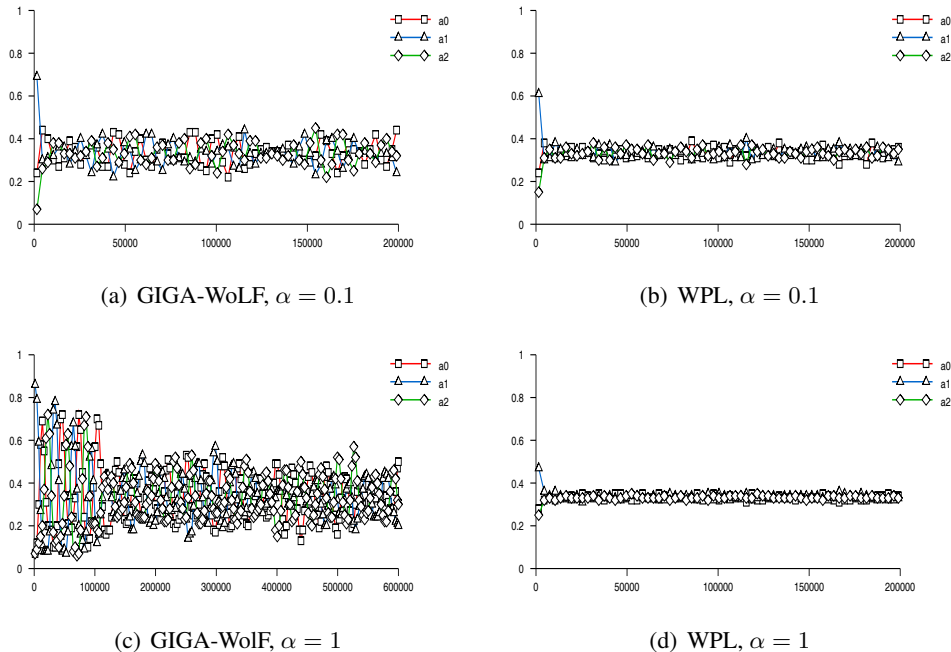 1
0.8
0.6
0.4
0.2
0
0 50000 100000 150000 200000
a0
a1
a2
(a) GIGA-WoLF, α = 0.1
1
0.8
0.6
0.4
0.2
0
0 50000 100000 150000 200000
a0
a1
a2
(b) WPL, α = 0.1
1
0.8
0.6
0.4
0.2
0
0 100000 200000 300000 400000 500000 600000
a0
a1
a2
(c) GIGA-WolF, α = 1
1
0.8
0.6
0.4
0.2
0
0 50000 100000 150000 200000
a0
a1
a2
(d) WPL, α = 1